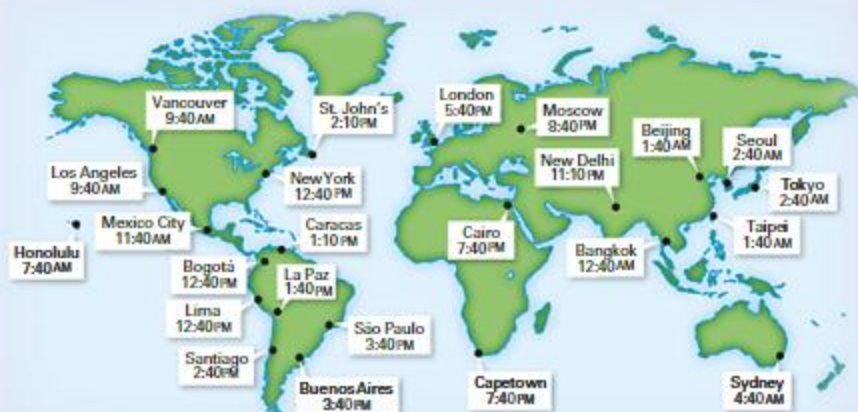 Vancouver
9:40AM
St. John's
2:10PM
London
5:40PM
Moscow
8:40PM
Beijing
1:40AM
Seoul
2:40AM
Los Angeles
9:40AM
New York
12:40PM
New Delhi
11:10PM
Tokyo
2:40AM
Honolulu
7:40AM
Mexico City
11:40AM
Caracas
1:10PM
Cairo
7:40PM
Bangkok
12:40AM
Taipei
1:40AM
Bogotá
12:40PM
La Paz
1:40PM
Lima
12:40PM
São Paulo
3:40PM
Santiago
2:40PM
Buenos Aires
3:40PM
Capetown
7:40PM
Sydney
4:40AM